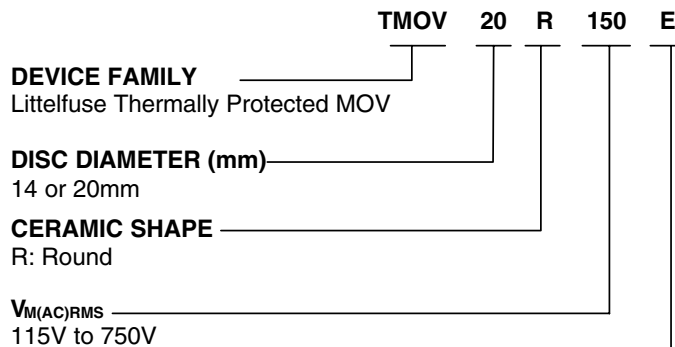 TMOV 20 R 150 E
DEVICE FAMILY
Littelfuse Thermally Protected MOV
DISC DIAMETER (mm)
14 or 20mm
CERAMIC SHAPE
R: Round
VM(AC)RMS
115V to 750V